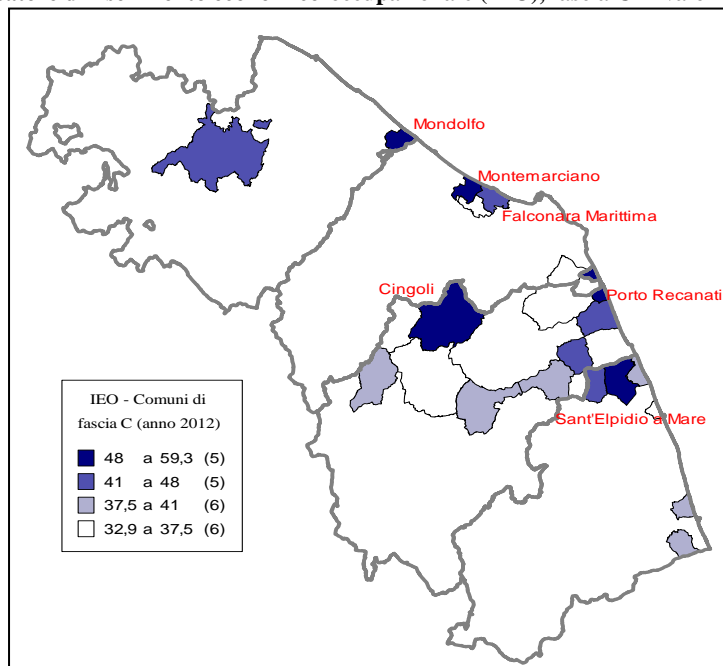 Mondolfo
Montemarciano
Falconara Marittima
Cingoli
Porto Recanati
Sant'Elpidio a Mare
IEO - Comuni di
fascia C (anno 2012)
48 a 59,3 (5)
41 a 48 (5)
37,5 a 41 (6)
32,9 a 37,5 (6)